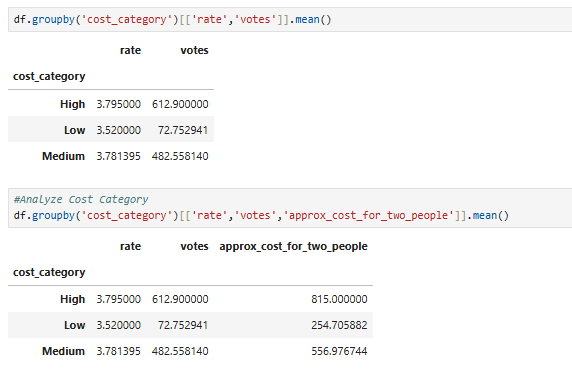 df.groupby('cost_category')[['rate','votes']].mean()
rate votes
cost_category
High 3.795000 612.900000
Low 3.520000 72.752941
Medium 3.781395 482.558140
#Analyze Cost Category
df.groupby('cost_category')[['rate','votes','approx_cost_for_two_people']].mean()
rate votes approx_cost_for_two_people
cost_category
High 3.795000 612.900000 815.000000
Low 3.520000 72.752941 254.705882
Medium 3.781395 482.558140 556.976744